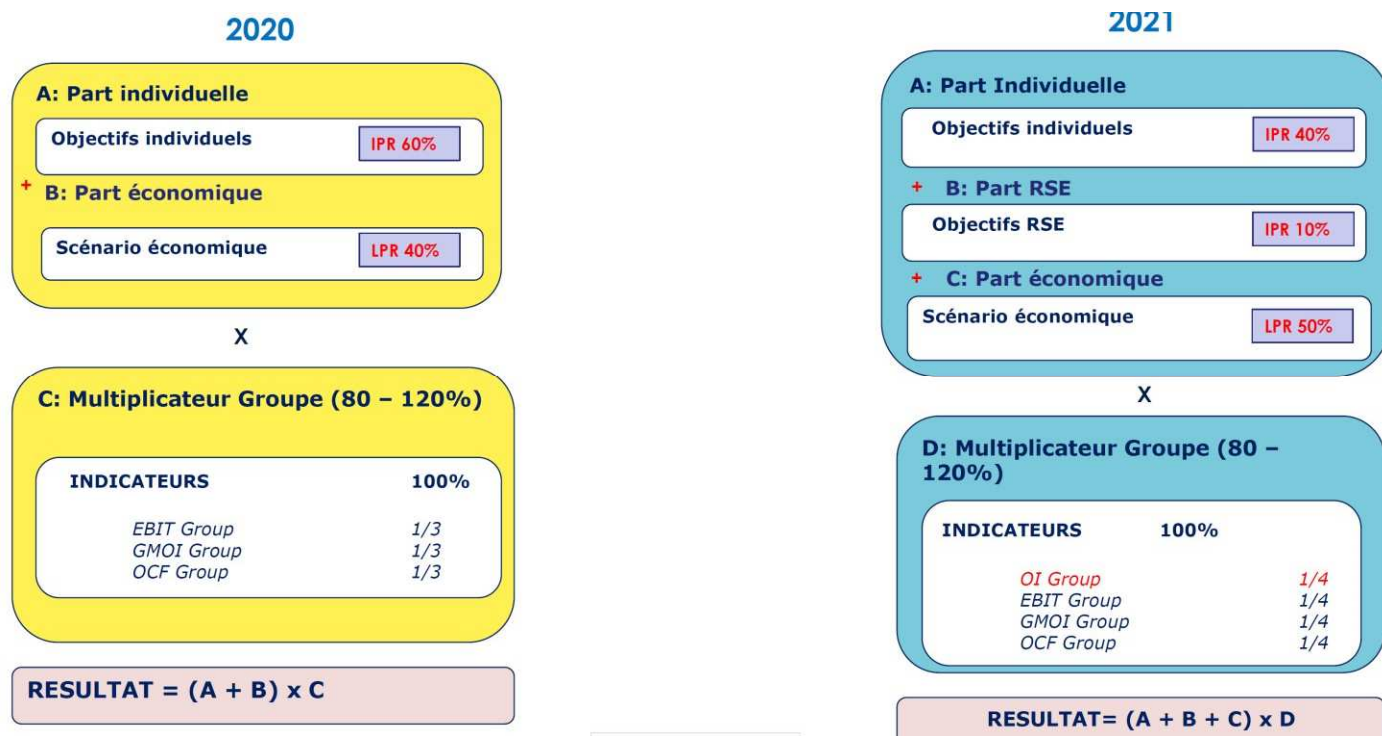 2020
A: Part individuelle
Objectifs individuels IPR 60%
+ B: Part économique
Scénario économique LPR 40%
X
C: Multiplicateur Groupe (80 – 120%)
INDICATEURS 100%
EBIT Group 1/3
GMOI Group 1/3
OCF Group 1/3
RESULTAT = (A + B) x C
2021
A: Part Individuelle
Objectifs individuels IPR 40%
+ B: Part RSE
Objectifs RSE IPR 10%
+ C: Part économique
Scénario économique LPR 50%
X
D: Multiplicateur Groupe (80 –
120%)
INDICATEURS 100%
OI Group 1/4
EBIT Group 1/4
GMOI Group 1/4
OCF Group 1/4
RESULTAT= (A + B + C) x D